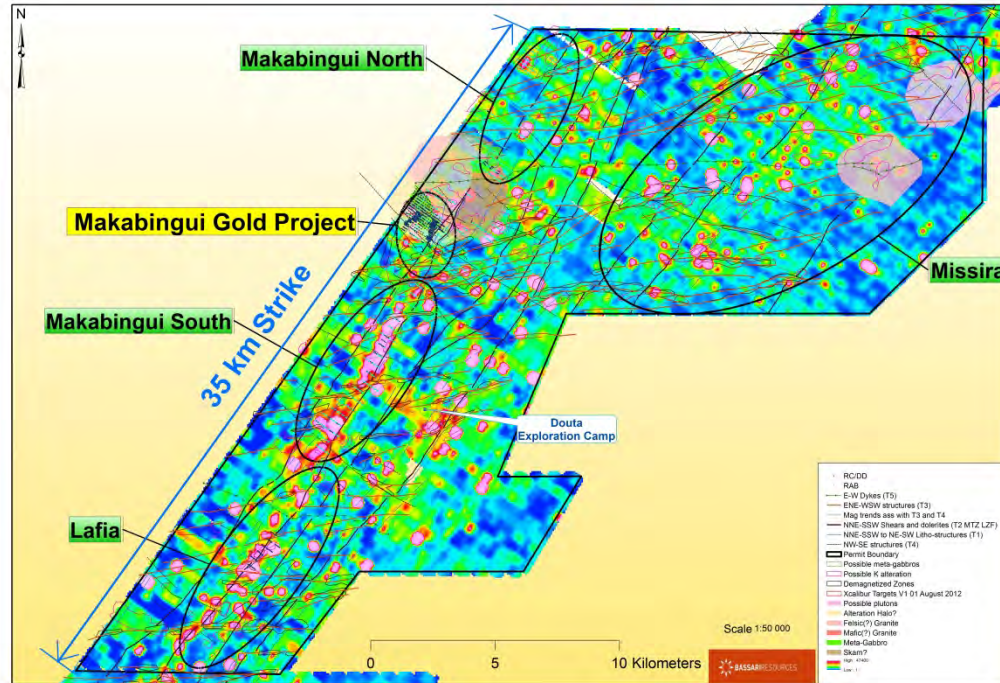 N
Makabingui North
Makabingui Gold Project
Missira
Makabingui South
35 km Strike
Douta
Exploration Camp
Lafia
RC/DD
RAB
E-W Dykes (T5)
ENE-WSW structures (T3)
Mag trends ass with T3 and T4
NNE-SSW Shears and dolerites (T2 MTZ LZF)
NNE-SSW to NE-SW Litho-structures (T1)
NW-SE structures (T4)
Permit Boundary
Possible meta-gabbros
Possible K alteration
Demagnetized Zones
Xcalibur Targets V1 01 August 2012
Possible plutons
Alteration Halo?
Felsic(?) Granite
Mafic(?) Granite
Meta-Gabbro
Skarn?
Scale 1:50 000
0 5 10 Kilometers
BASSARI RESOURCES